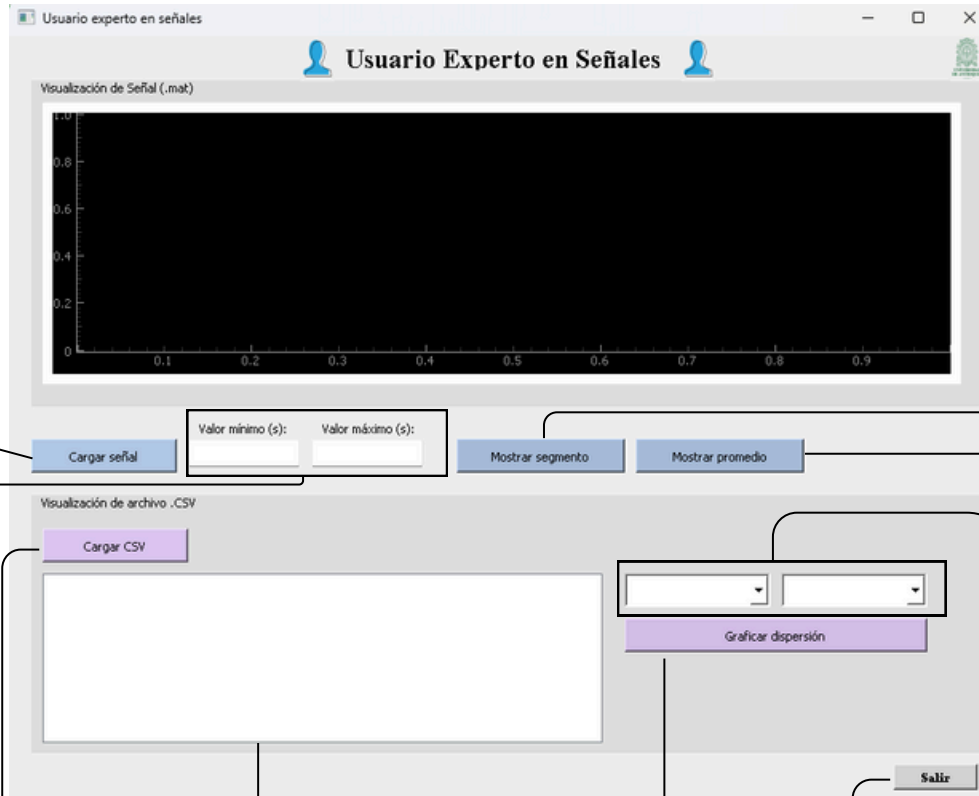 Usuario experto en señales
Usuario Experto en Señales
Visualización de Señal (.mat)
1.0
0.8
0.6
0.4
0.2
0
0.1 0.2 0.3 0.4 0.5 0.6 0.7 0.8 0.9
Valor mínimo (s): Valor máximo (s):
Cargar señal Mostrar segmento Mostrar promedio
Visualización de archivo .CSV
Cargar CSV
Graficar dispersión
Salir